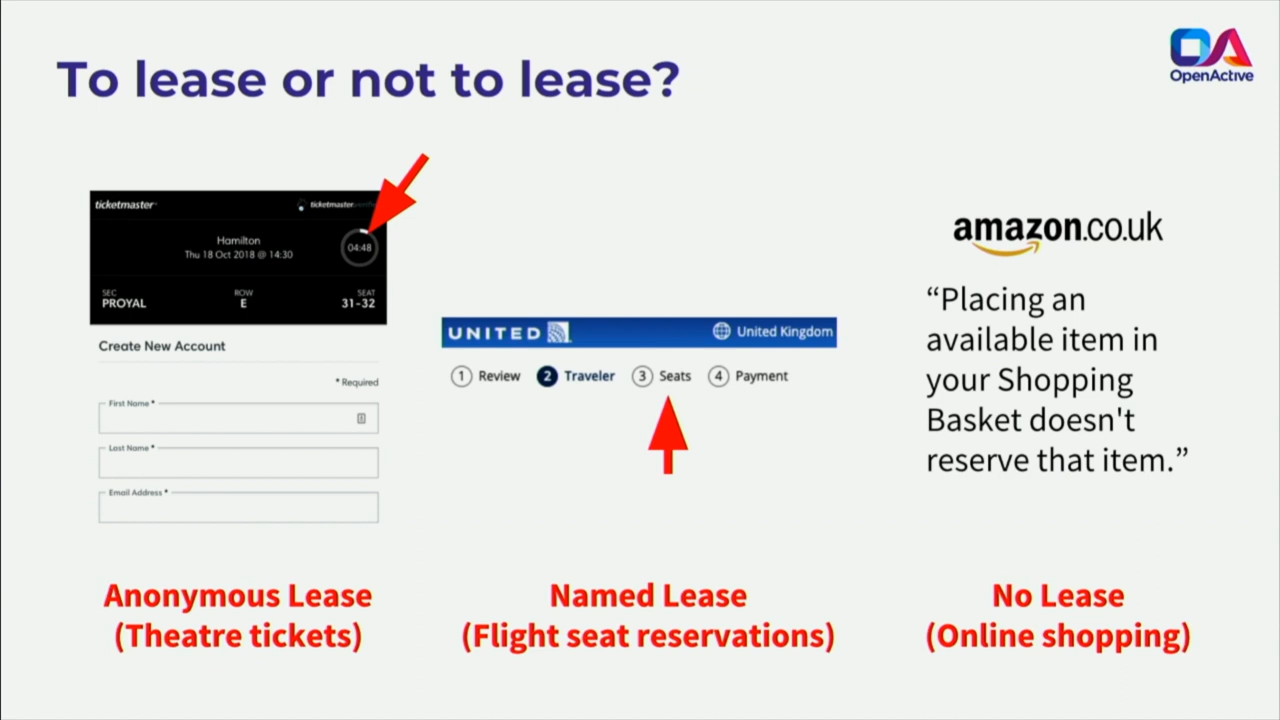 To lease or not to lease?
OpenActive
ticketmaster
ticketmaster
Hamilton
Thu 18 Oct 2018 @ 14:30
04:48
SEC ROW SEAT
PROYAL E 31-32
Create New Account
* Required
First Name *
Last Name *
Email Address *
UNITED
United Kingdom
1 Review 2 Traveler 3 Seats 4 Payment
amazon.co.uk
“Placing an
available item in
your Shopping
Basket doesn't
reserve that item.”
Anonymous Lease
(Theatre tickets)
Named Lease
(Flight seat reservations)
No Lease
(Online shopping)